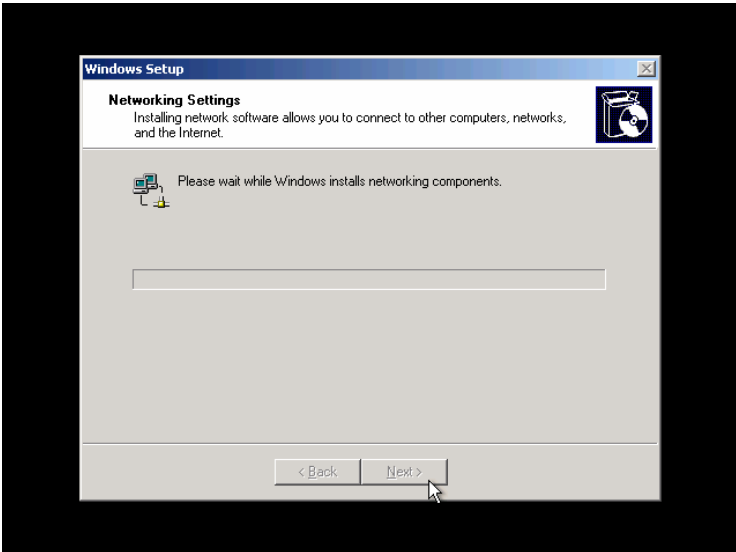 Windows Setup
Networking Settings
Installing network software allows you to connect to other computers, networks,
and the Internet.
Please wait while Windows installs networking components.
< Back
Next >